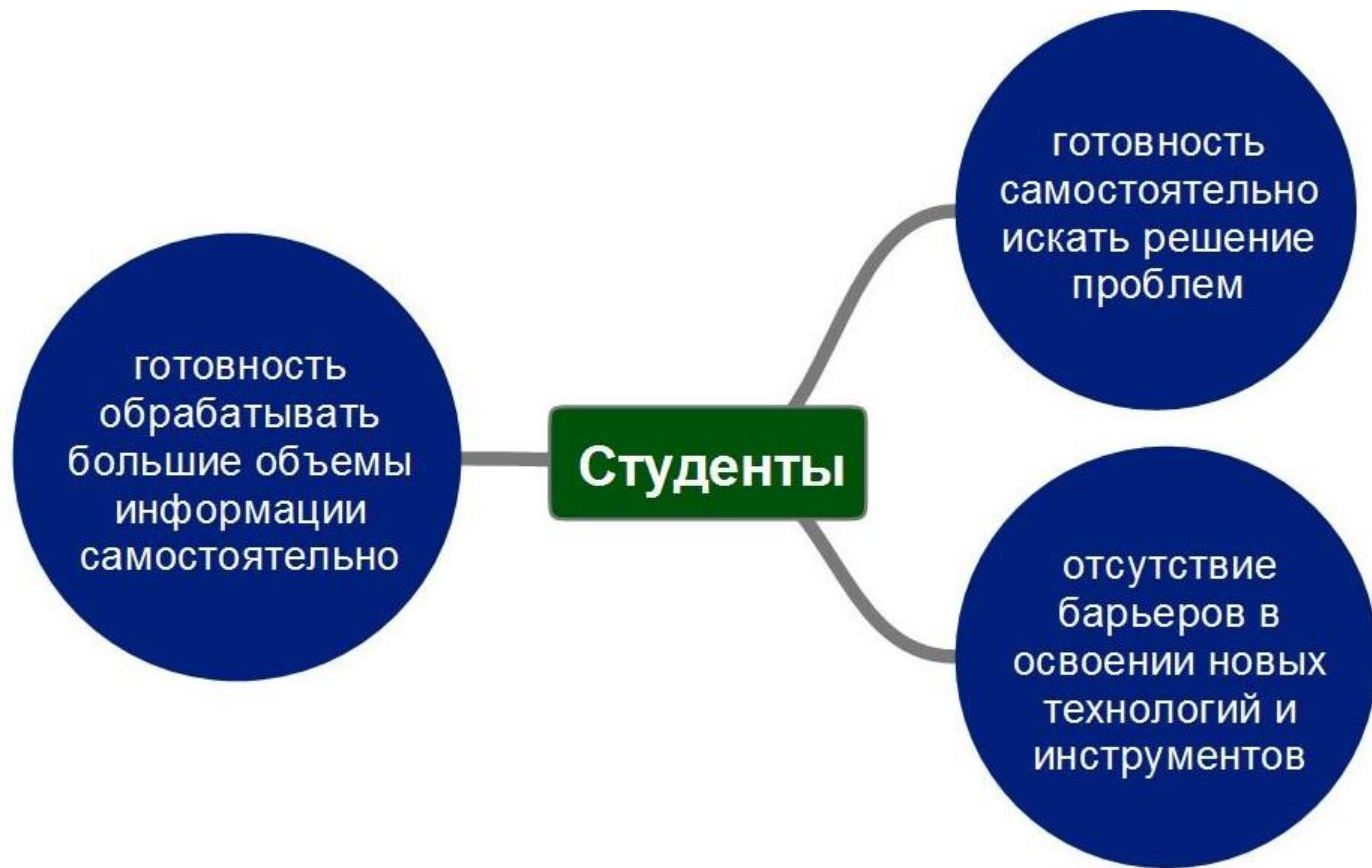 готовность
обрабатывать
большие объемы
информации
самостоятельно
Студенты
готовность
самостоятельно
искать решение
проблем
отсутствие
барьеров в
освоении новых
технологий и
инструментов